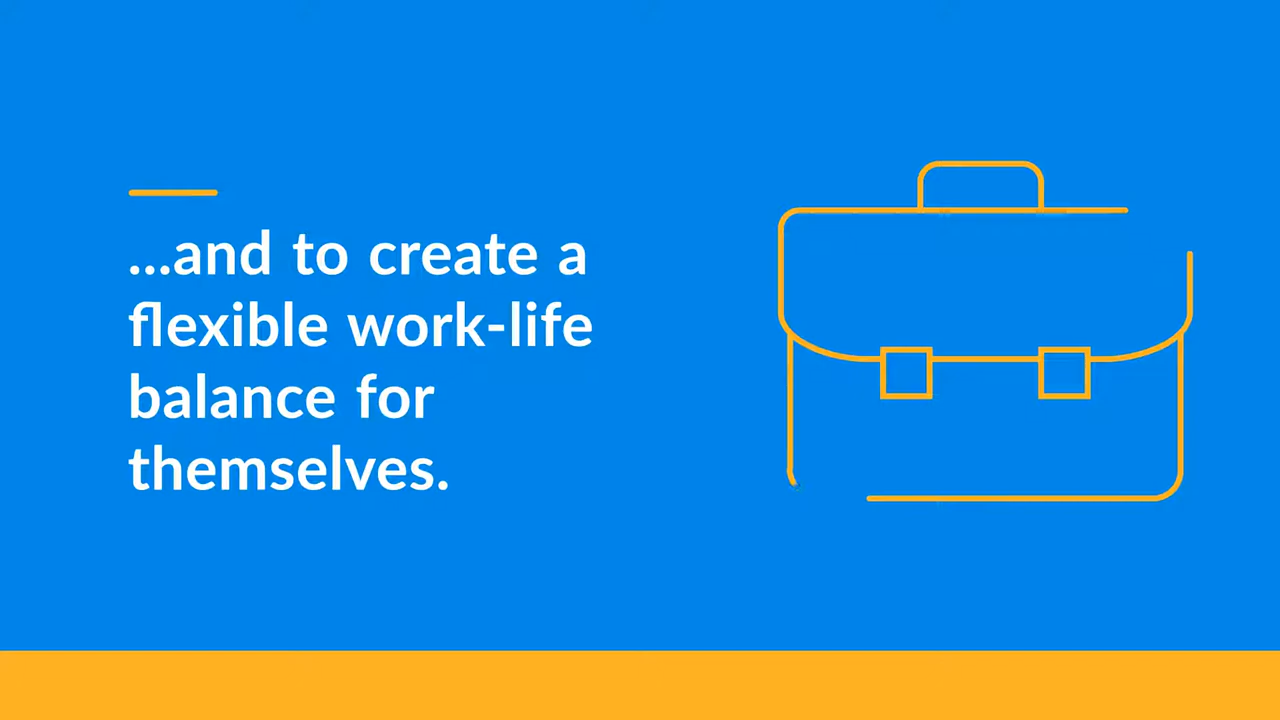 ...and to create a
flexible work-life
balance for
themselves.